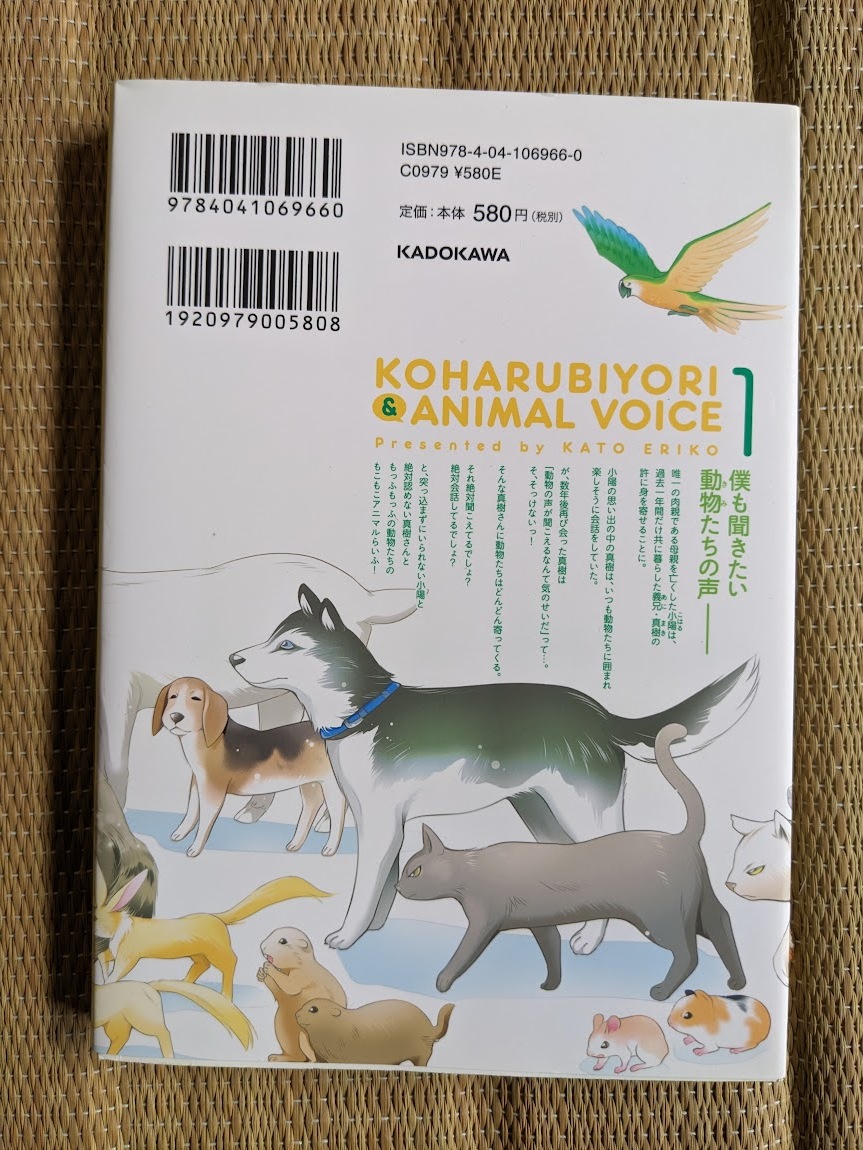 ISBN978-4-04-106966-0
C0979 ¥580E
9784041069660
定価:本体 580円(税別)
KADOKAWA
1920979005808
KOHARUBIYORI
& ANIMAL VOICE
1
Presented by KATO ERIKO
僕も聞きたい
動物たちの声――
唯一の肉親である母親を亡くした小陽は、
過去一年間だけ共に暮らした義兄・真樹の
許に身を寄せることに。
小陽の思い出の中の真樹は、いつも動物たちに囲まれ
楽しそうに会話をしていた。
が、数年後再び会った真樹は
「動物の声が聞こえるなんて気のせいだ」って…。
そ、そっけないっ!
そんな真樹さんに動物たちはどんどん寄ってくる。
それ絶対聞こえてるでしょ?
絶対会話してるでしょ?
と、突っ込まずにいられない小陽と
絶対認めない真樹さんと
もっふもっふの動物たちの
もこもこアニマルらいふ!